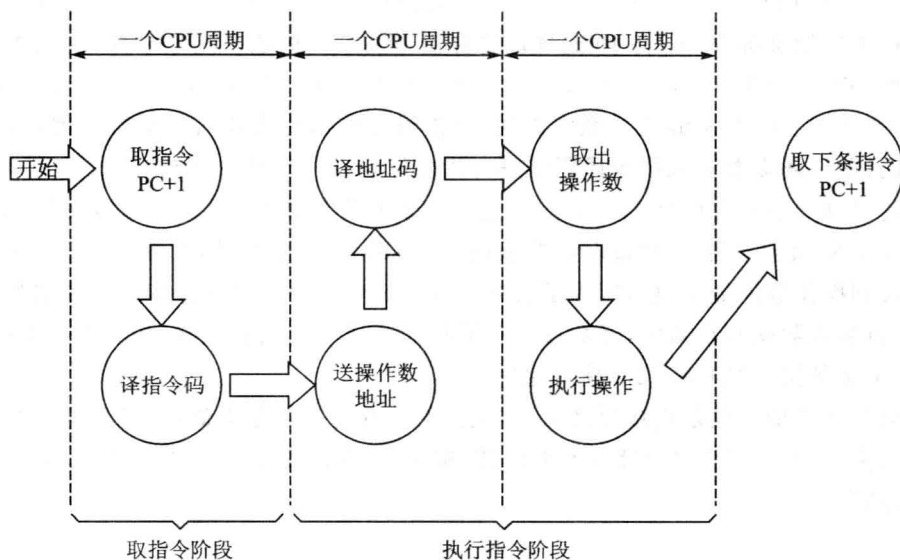 一个CPU周期
一个CPU周期
一个CPU周期
开始
取指令
PC+1
译地址码
取出
操作数
取下条指令
PC+1
译指令码
送操作数
地址
执行操作
取指令阶段
执行指令阶段